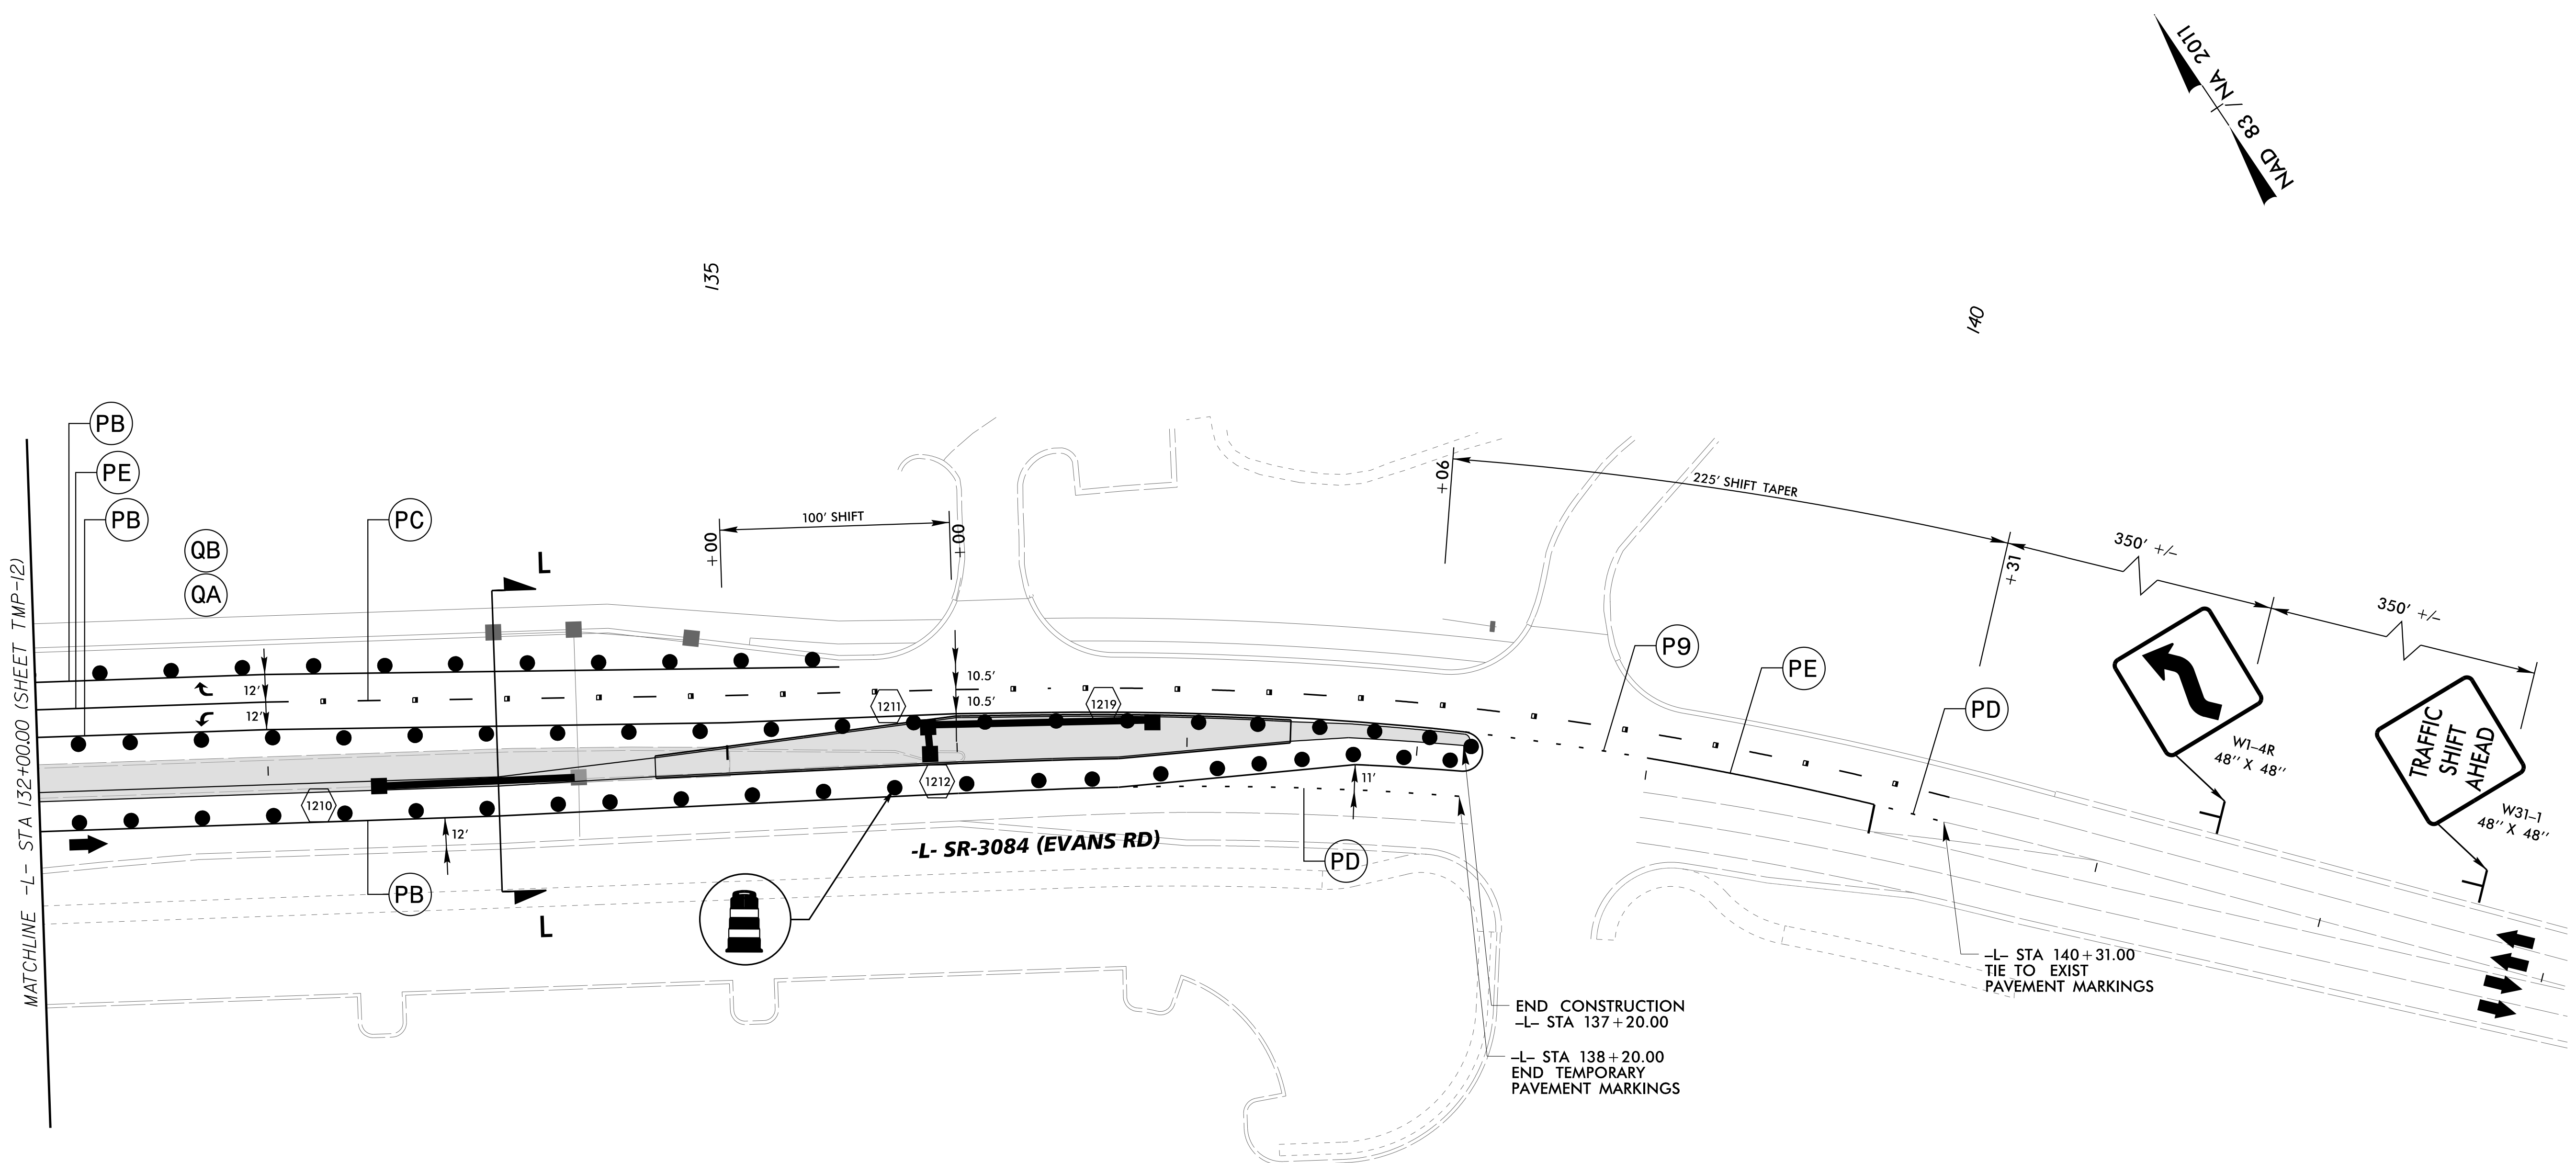 NAD 83 / NA 2011
135
140
MATCHLINE -L- STA 132+00.00 (SHEET TMP-12)
PB
PE
PB
QB
QA
PC
L
+00
100' SHIFT
+00
+06
225' SHIFT TAPER
+31
350' +/-
350' +/-
P9
PE
PD
W1-4R
48" X 48"
TRAFFIC
SHIFT
AHEAD
W31-1
48" X 48"
12'
12'
10.5'
10.5'
1211
1219
1210
1212
12'
11'
-L- SR-3084 (EVANS RD)
PB
L
PD
-L- STA 140+31.00
TIE TO EXIST
PAVEMENT MARKINGS
END CONSTRUCTION
-L- STA 137+20.00
-L- STA 138+20.00
END TEMPORARY
PAVEMENT MARKINGS